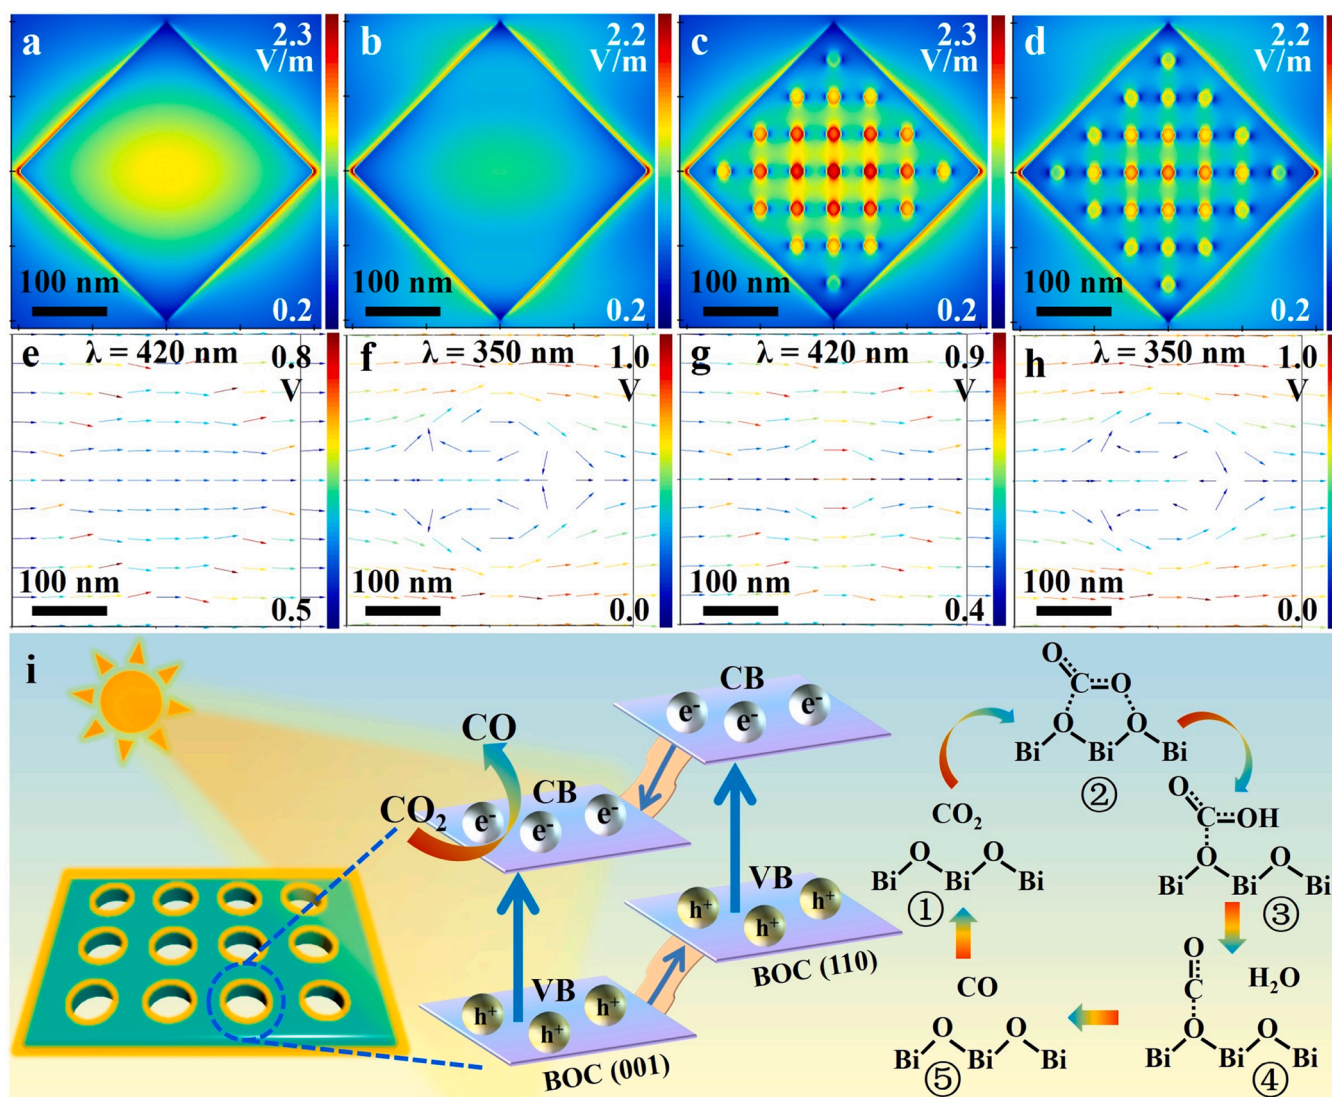 a
2.3
V/m
100 nm
0.2
b
2.2
V/m
100 nm
0.2
c
2.3
V/m
100 nm
0.2
d
2.2
V/m
100 nm
0.2
e
λ = 420 nm
0.8
V
100 nm
0.5
f
λ = 350 nm
1.0
V
100 nm
0.0
g
λ = 420 nm
0.9
V
100 nm
0.4
h
λ = 350 nm
1.0
V
100 nm
0.0
i
CO
CO₂
CB
e⁻ e⁻ e⁻
CB
e⁻ e⁻ e⁻
VB
h⁺ h⁺ h⁺
BOC (110)
VB
h⁺ h⁺ h⁺
BOC (001)
CO₂
O O
Bi Bi Bi
①
O
C O
O O
Bi Bi Bi
②
O
C OH
O O
Bi Bi Bi
③
O
C
H₂O
O O
Bi Bi Bi
④
CO
O O
Bi Bi Bi
⑤